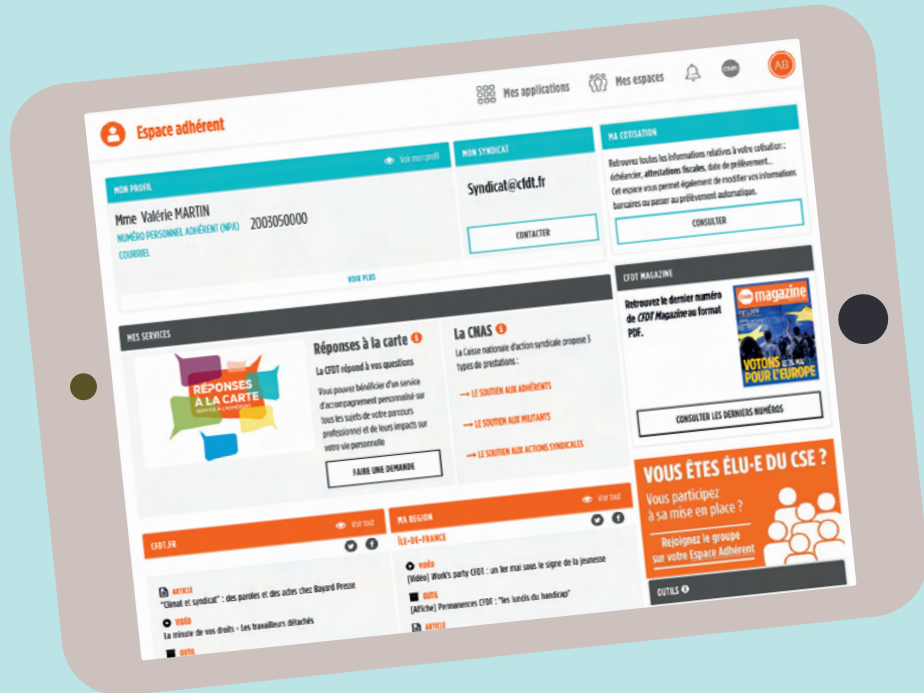 Espace adhérent
Mes applications
Mes espaces
cfdt:
AB
MON PROFIL
Voir mon profil
Mme Valérie MARTIN
NUMÉRO PERSONNEL ADHÉRENT (NPA) 2003050000
COURRIEL
VOIR PLUS
MON SYNDICAT
Syndicat@cfdt.fr
CONTACTER
MA COTISATION
Retrouvez toutes les informations relatives à votre cotisation :
échéancier, attestations fiscales, date de prélèvement...
Cet espace vous permet également de modifier vos informations
bancaires ou passer au prélèvement automatique.
CONSULTER
MES SERVICES
RÉPONSES
À LA CARTE
SERVICE À L'ADHÉRENT
Réponses à la carte
La CFDT répond à vos questions
Vous pouvez bénéficier d'un service
d'accompagnement personnalisé sur
tous les sujets de votre parcours
professionnel et de leurs impacts sur
votre vie personnelle
FAIRE UNE DEMANDE
La CNAS
La Caisse nationale d'action syndicale propose 3
types de prestations :
→ LE SOUTIEN AUX ADHÉRENTS
→ LE SOUTIEN AUX MILITANTS
→ LE SOUTIEN AUX ACTIONS SYNDICALES
CFDT MAGAZINE
Retrouvez le dernier numéro
de CFDT Magazine au format
PDF.
magazine
VOTONS LE 26 MAI
POUR L'EUROPE
CONSULTER LES DERNIERS NUMÉROS
VOUS ÊTES ÉLU·E DU CSE ?
Vous participez
à sa mise en place ?
Rejoignez le groupe
sur votre Espace Adhérent
OUTILS
CFDT.FR
Voir tout
ARTICLE
"Climat et syndicat" : des paroles et des actes chez Bayard Presse
VIDÉO
La minute de vos droits - Les travailleurs détachés
OUTIL
MA REGION
Voir tout
ÎLE-DE-FRANCE
VIDÉO
[Vidéo] Work's party CFDT : un 1er mai sous le signe de la jeunesse
OUTIL
[Affiche] Permanences CFDT : "les lundis du handicap"
ARTICLE